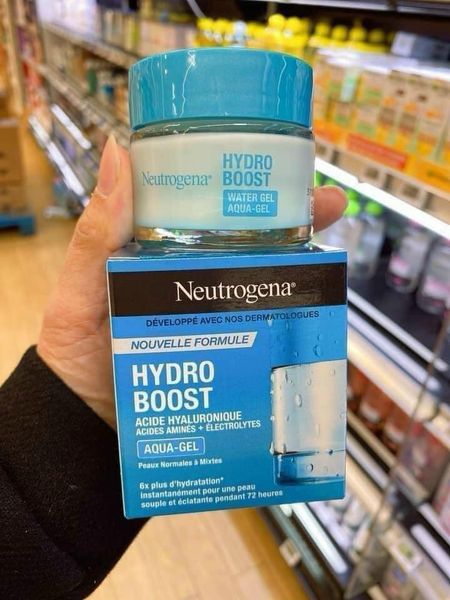 Neutrogena®
HYDRO
BOOST
WATER GEL
AQUA-GEL
Neutrogena®
DÉVELOPPÉ AVEC NOS DERMATOLOGUES
NOUVELLE FORMULE
HYDRO
BOOST
ACIDE HYALURONIQUE
ACIDES AMINÉS + ÉLECTROLYTES
AQUA-GEL
Peaux Normales à Mixtes
6x plus d'hydratation*
instantanément pour une peau
souple et éclatante pendant 72 heures